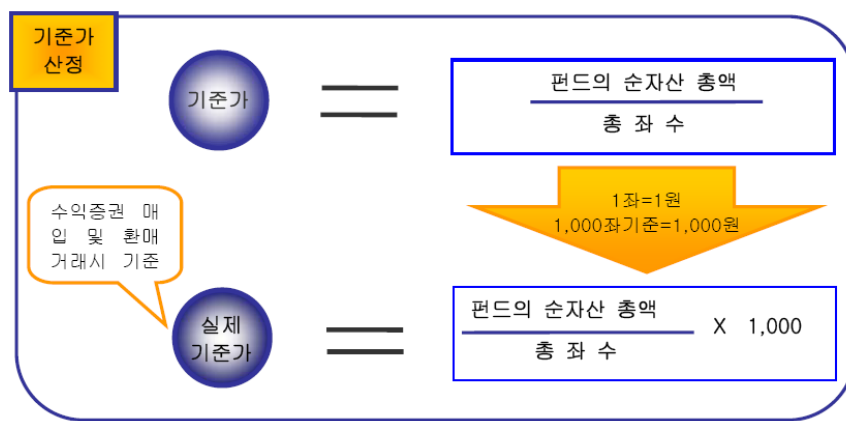 기준가
산정
기준가
펀드의 순자산 총액
총 좌 수
1좌=1원
1,000좌기준=1,000원
수익증권 매
입 및 환매
거래시 기준
실제
기준가
펀드의 순자산 총액
총 좌 수
X 1,000